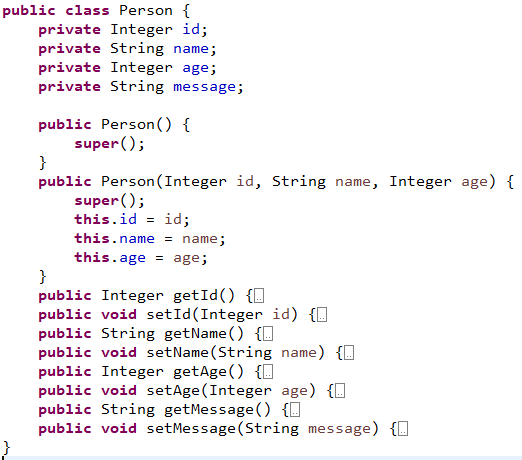 public class Person {
    private Integer id;
    private String name;
    private Integer age;
    private String message;

    public Person() {
        super();
    }
    public Person(Integer id, String name, Integer age) {
        super();
        this.id = id;
        this.name = name;
        this.age = age;
    }
    public Integer getId() {..
    public void setId(Integer id) {..
    public String getName() {..
    public void setName(String name) {..
    public Integer getAge() {..
    public void setAge(Integer age) {..
    public String getMessage() {..
    public void setMessage(String message) {..
}